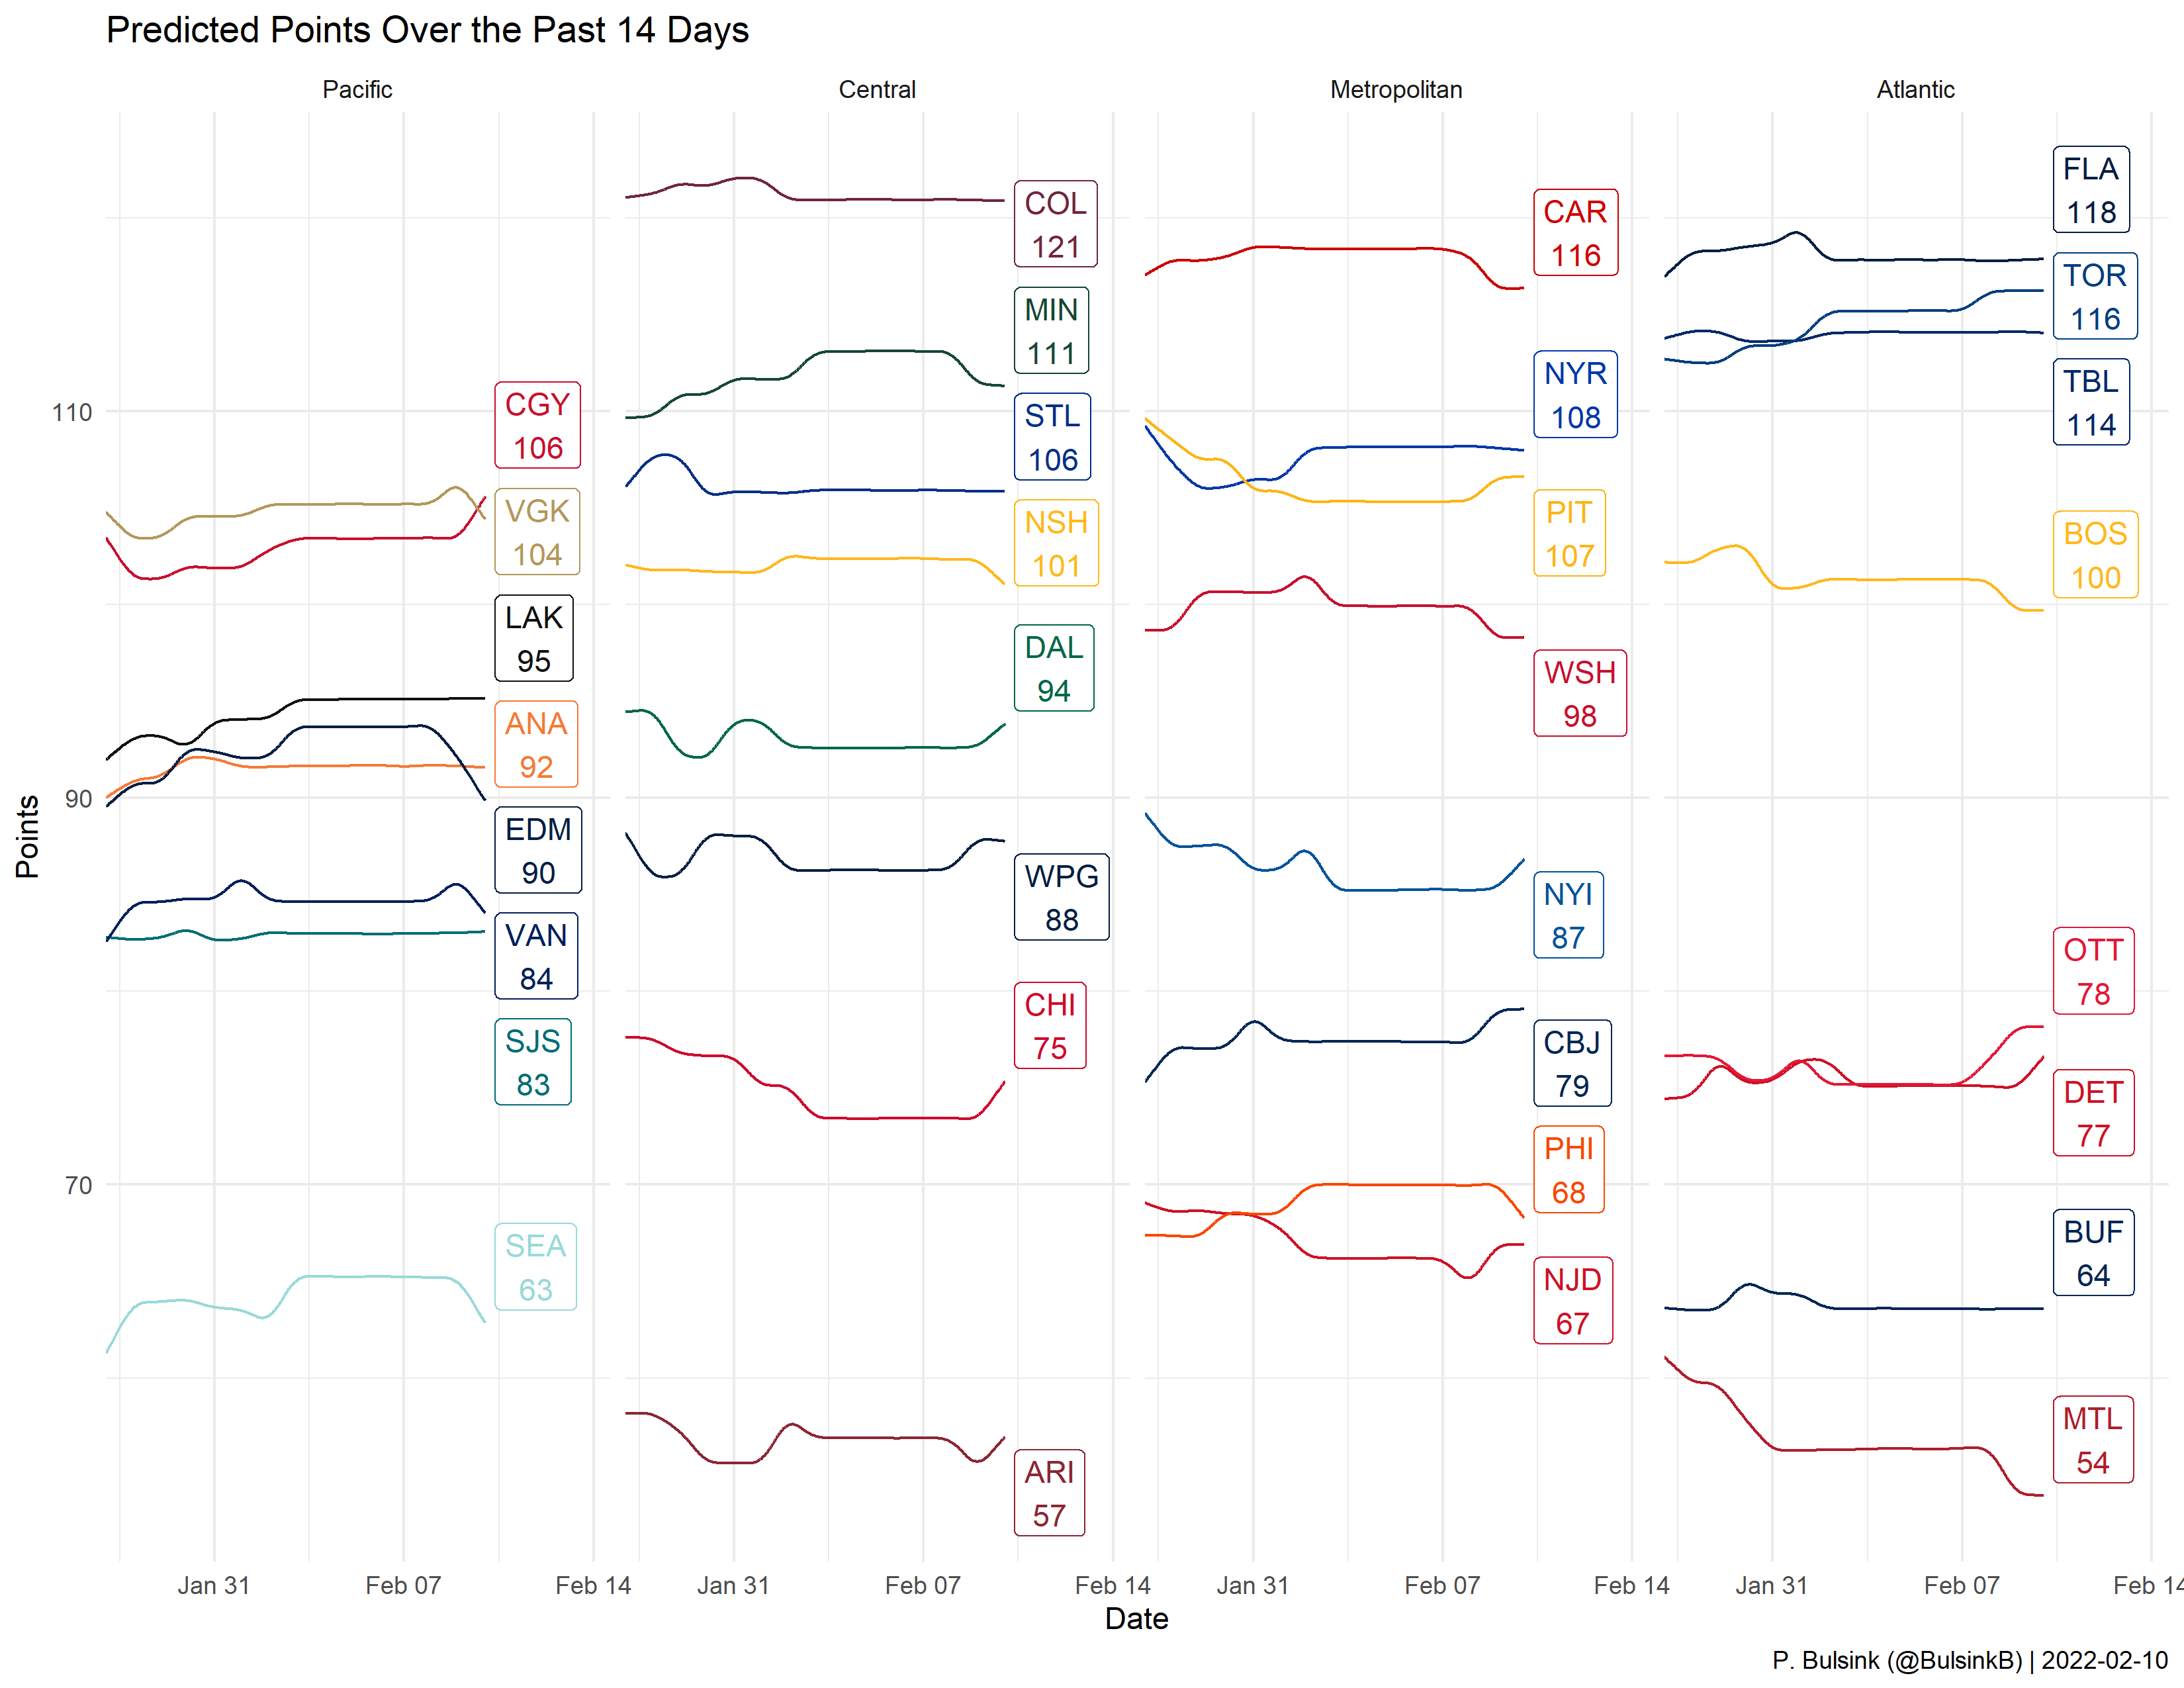 Predicted Points Over the Past 14 Days
Pacific
Central
Metropolitan
Atlantic
Points
110
90
70
CGY
106
VGK
104
LAK
95
ANA
92
EDM
90
VAN
84
SJS
83
SEA
63
COL
121
MIN
111
STL
106
NSH
101
DAL
94
WPG
88
CHI
75
ARI
57
CAR
116
NYR
108
PIT
107
WSH
98
NYI
87
CBJ
79
PHI
68
NJD
67
FLA
118
TOR
116
TBL
114
BOS
100
OTT
78
DET
77
BUF
64
MTL
54
Jan 31 Feb 07 Feb 14 Jan 31 Feb 07 Feb 14 Jan 31 Feb 07 Feb 14 Jan 31 Feb 07 Feb 14
Date
P. Bulsink (@BulsinkB) | 2022-02-10